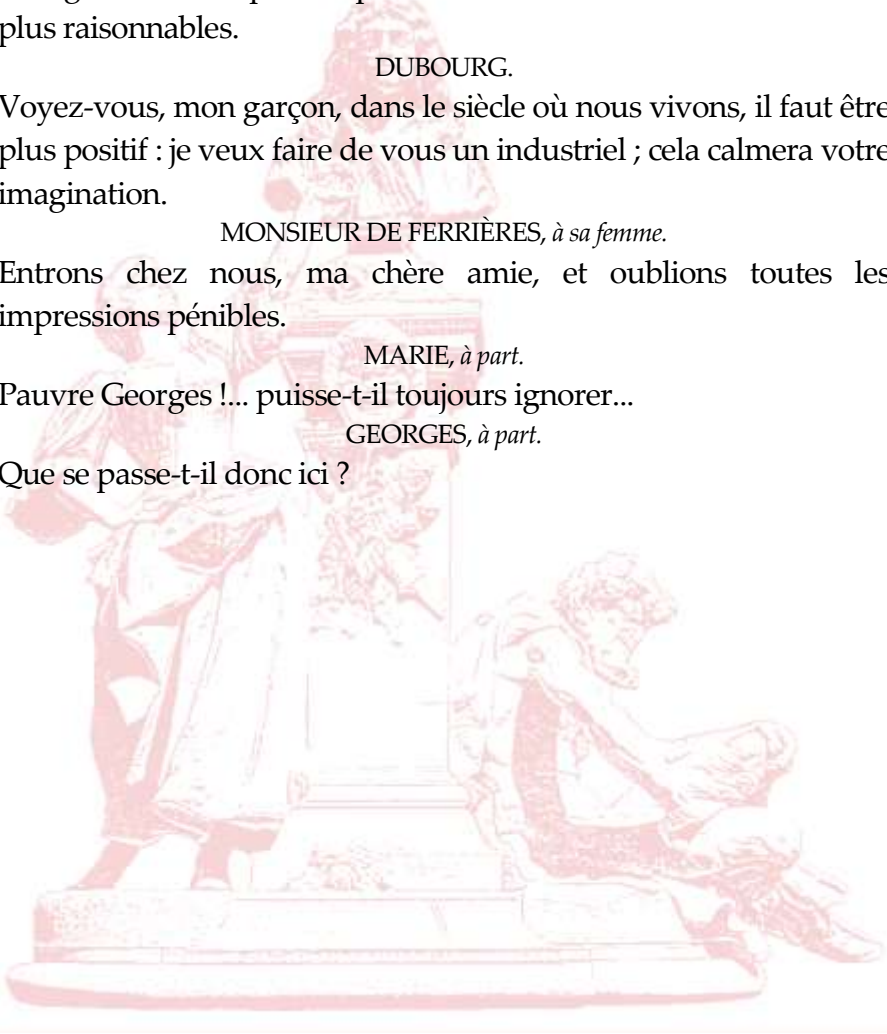 plus raisonnables.
DUBOURG.
Voyez-vous, mon garçon, dans le siècle où nous vivons, il faut être
plus positif : je veux faire de vous un industriel ; cela calmera votre
imagination.
MONSIEUR DE FERRIÈRES, à sa femme.
Entrons chez nous, ma chère amie, et oublions toutes les
impressions pénibles.
MARIE, à part.
Pauvre Georges !... puisse-t-il toujours ignorer...
GEORGES, à part.
Que se passe-t-il donc ici ?